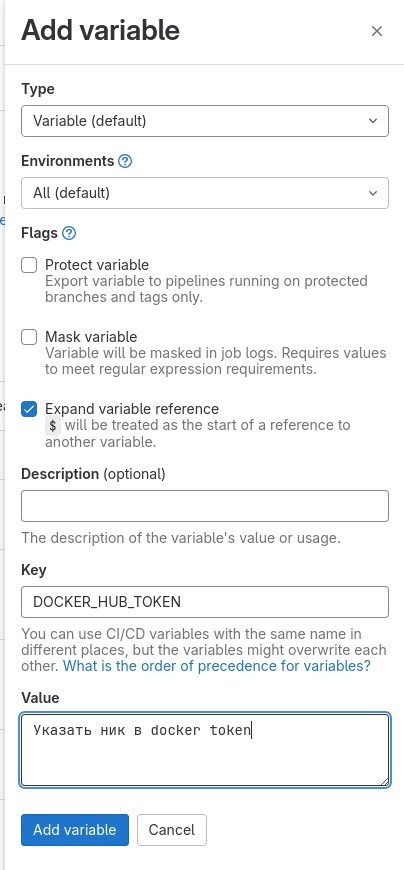 Add variable
Type
Variable (default)
Environments
All (default)
Flags
Protect variable
Export variable to pipelines running on protected
branches and tags only.
Mask variable
Variable will be masked in job logs. Requires values
to meet regular expression requirements.
Expand variable reference
$ will be treated as the start of a reference to
another variable.
Description (optional)
The description of the variable's value or usage.
Key
DOCKER_HUB_TOKEN
You can use CI/CD variables with the same name in
different places, but the variables might overwrite each
other. What is the order of precedence for variables?
Value
Указать ник в docker token
Add variable
Cancel